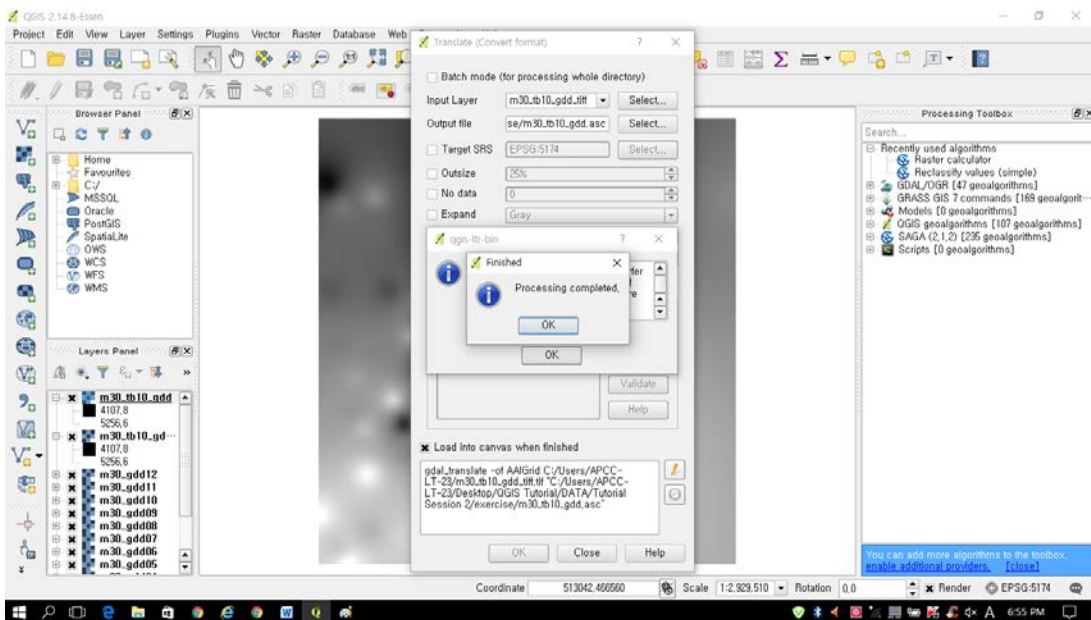 QGIS 2.14.8-Essen
Project Edit View Layer Settings Plugins Vector Raster Database Web
Browser Panel
Home
Favourites
C:/
MSSQL
Oracle
PostGIS
SpatiaLite
OWS
WCS
WFS
WMS
Layers Panel
m30_tb10_gdd
4107,8
5256,6
m30_tb10_gd···
4107,8
5256,6
m30_gdd12
m30_gdd11
m30_gdd10
m30_gdd09
m30_gdd08
m30_gdd07
m30_gdd06
m30_gdd05
Translate (Convert format)
Batch mode (for processing whole directory)
Input Layer m30_tb10_gdd_tiff Select...
Output file se/m30_tb10_gdd.asc Select...
Target SRS EPSG:5174 Select...
Outsize 25%
No data 0
Expand Gray
qgis-ltr-bin
Finished
Processing completed.
OK
OK
Validate
Help
Load into canvas when finished
gdal_translate -of AAIGrid C:/Users/APCC-
LT-23/m30_tb10_gdd_tiff.tif "C:/Users/APCC-
LT-23/Desktop/QGIS Tutorial/DATA/Tutorial
Session 2/exercise/m30_tb10_gdd.asc"
OK Close Help
Processing Toolbox
Search...
Recently used algorithms
Raster calculator
Reclassify values (simple)
GDAL/OGR [47 geoalgorithms]
GRASS GIS 7 commands [169 geoalgorit···
Models [0 geoalgorithms]
QGIS geoalgorithms [107 geoalgorithms]
SAGA (2,1,2) [235 geoalgorithms]
Scripts [0 geoalgorithms]
You can add more algorithms to the toolbox,
enable additional providers. [close]
Coordinate 513042,466560 Scale 1:2,929,510 Rotation 0,0 Render EPSG:5174
A 6:55 PM